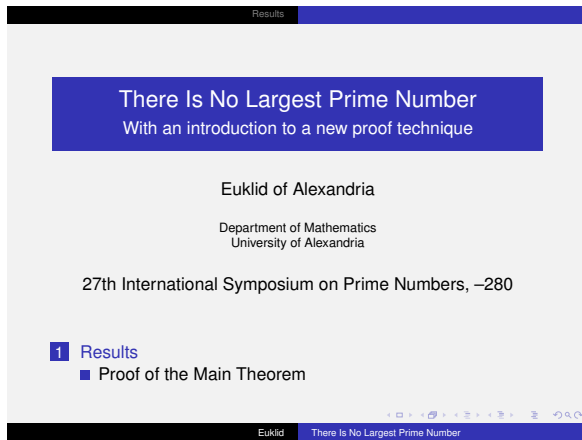 Results
There Is No Largest Prime Number
With an introduction to a new proof technique
Euklid of Alexandria
Department of Mathematics
University of Alexandria
27th International Symposium on Prime Numbers, –280
1 Results
Proof of the Main Theorem
Euklid There Is No Largest Prime Number